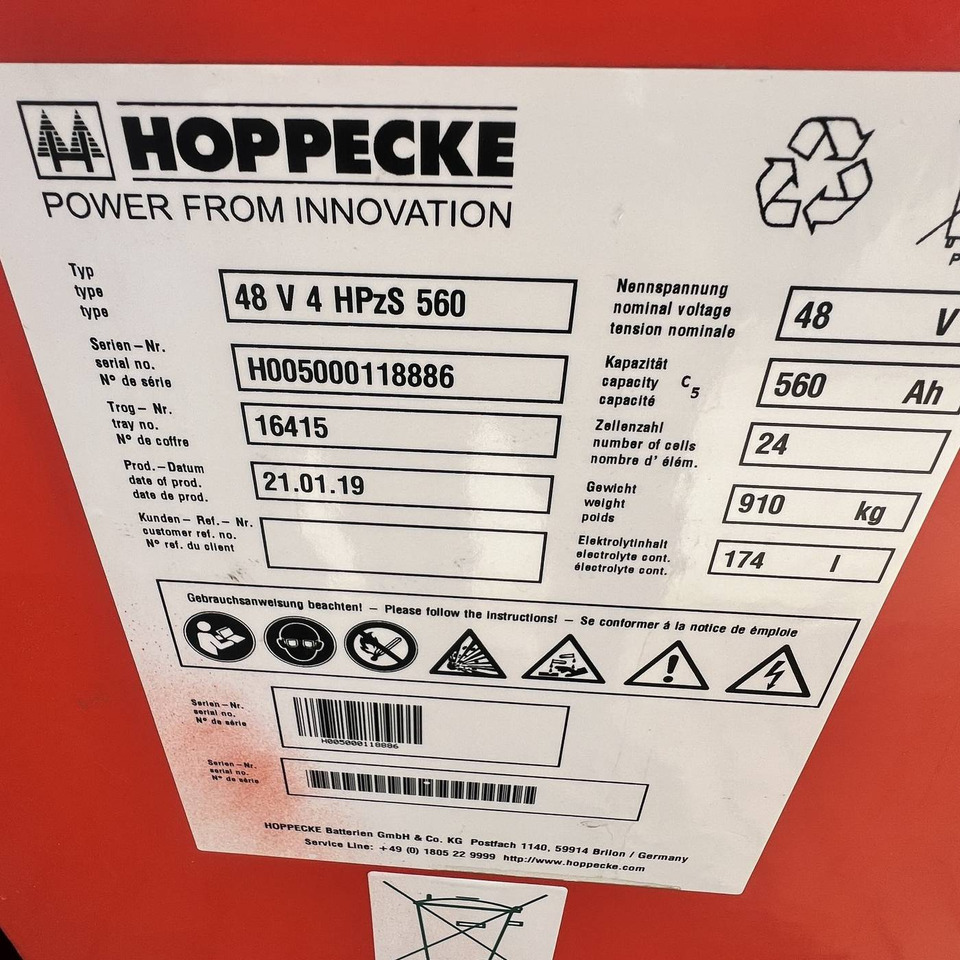 HOPPECKE
POWER FROM INNOVATION
Typ
type
type
48 V 4 HPzS 560
Serien-Nr.
serial no.
N° de série
H005000118886
Trog- Nr.
tray no.
N° de coffre
16415
Prod.-Datum
date of prod.
date de prod.
21.01.19
Kunden- Ref.- Nr.
customer ref. no.
N° ref. du client
Nennspannung
nominal voltage
tension nominale
48 V
Kapazität
capacity C5
capacité
560 Ah
Zellenzahl
number of cells
nombre d' élém.
24
Gewicht
weight
poids
910 kg
Elektrolytinhalt
electrolyte cont.
électrolyte cont.
174 l
Gebrauchsanweisung beachten! - Please follow the instructions! - Se conformer á la notice de émploie
Serien-Nr.
serial no.
N° de série
H005000118886
Serien-Nr.
serial no.
N° de série
HOPPECKE Batterien GmbH & Co. KG Postfach 1140, 59914 Brilon / Germany
Service Line: +49 (0) 1805 22 9999 http://www.hoppecke.com